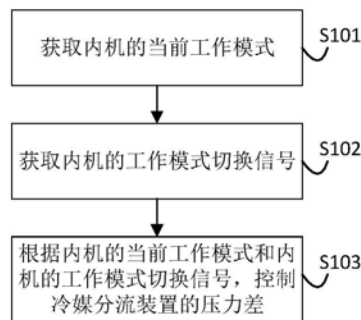 获取内机的当前工作模式
S101
获取内机的工作模式切换信号
S102
根据内机的当前工作模式和内
机的工作模式切换信号，控制
冷媒分流装置的压力差
S103